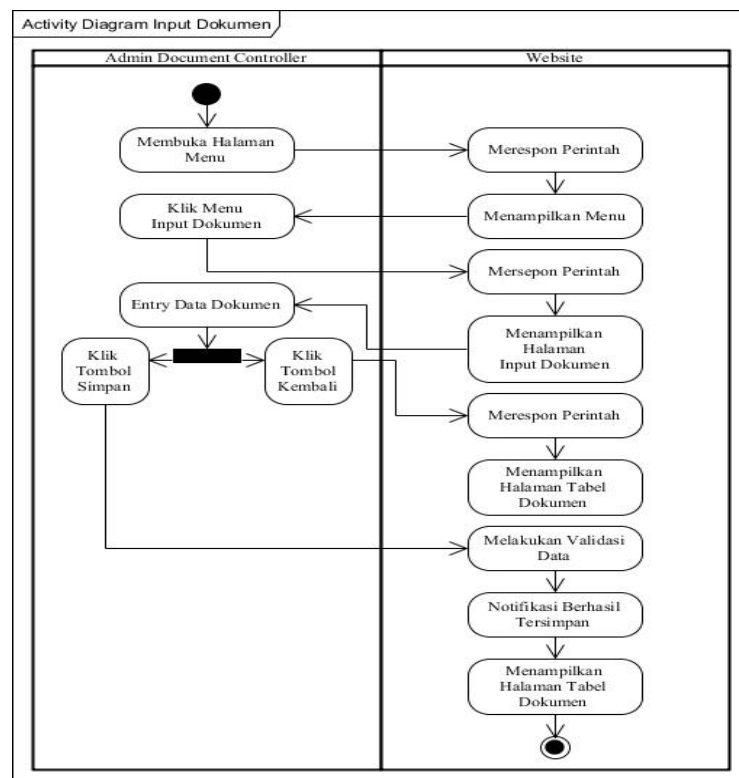 Activity Diagram Input Dokumen
Admin Document Controller
Website
Membuka Halaman
Menu
Merespon Perintah
Klik Menu
Input Dokumen
Menampilkan Menu
Mersepon Perintah
Entry Data Dokumen
Menampilkan
Halaman
Input Dokumen
Klik
Tombol
Simpan
Klik
Tombol
Kembali
Merespon Perintah
Menampilkan
Halaman Tabel
Dokumen
Melakukan Validasi
Data
Notifikasi Berhasil
Tersimpan
Menampilkan
Halaman Tabel
Dokumen